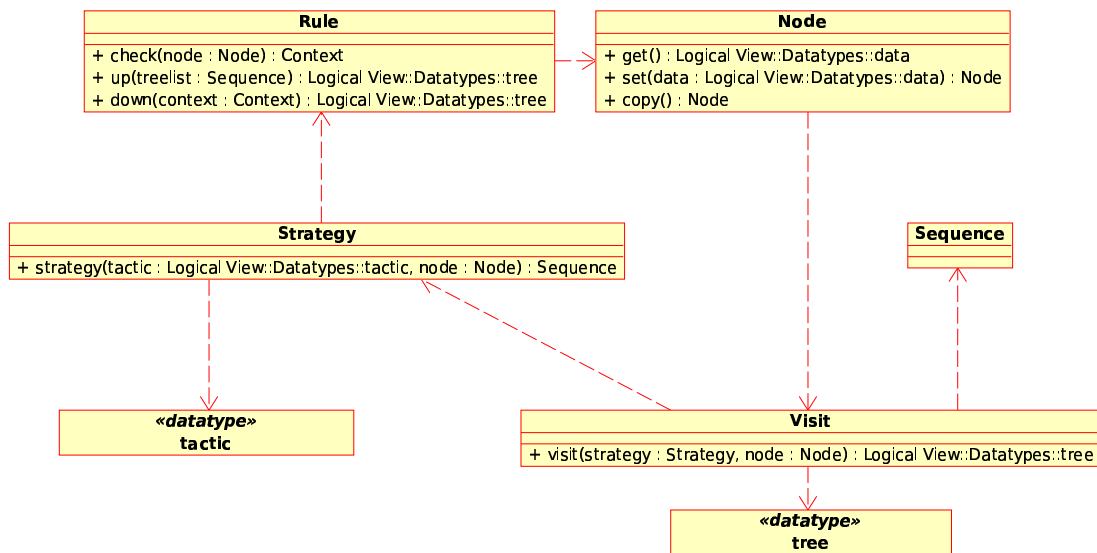 Rule
+ check(node : Node) : Context
+ up(treelist : Sequence) : Logical View::Datatypes::tree
+ down(context : Context) : Logical View::Datatypes::tree
Node
+ get() : Logical View::Datatypes::data
+ set(data : Logical View::Datatypes::data) : Node
+ copy() : Node
Strategy
+ strategy(tactic : Logical View::Datatypes::tactic, node : Node) : Sequence
Sequence
«datatype»
tactic
Visit
+ visit(strategy : Strategy, node : Node) : Logical View::Datatypes::tree
«datatype»
tree